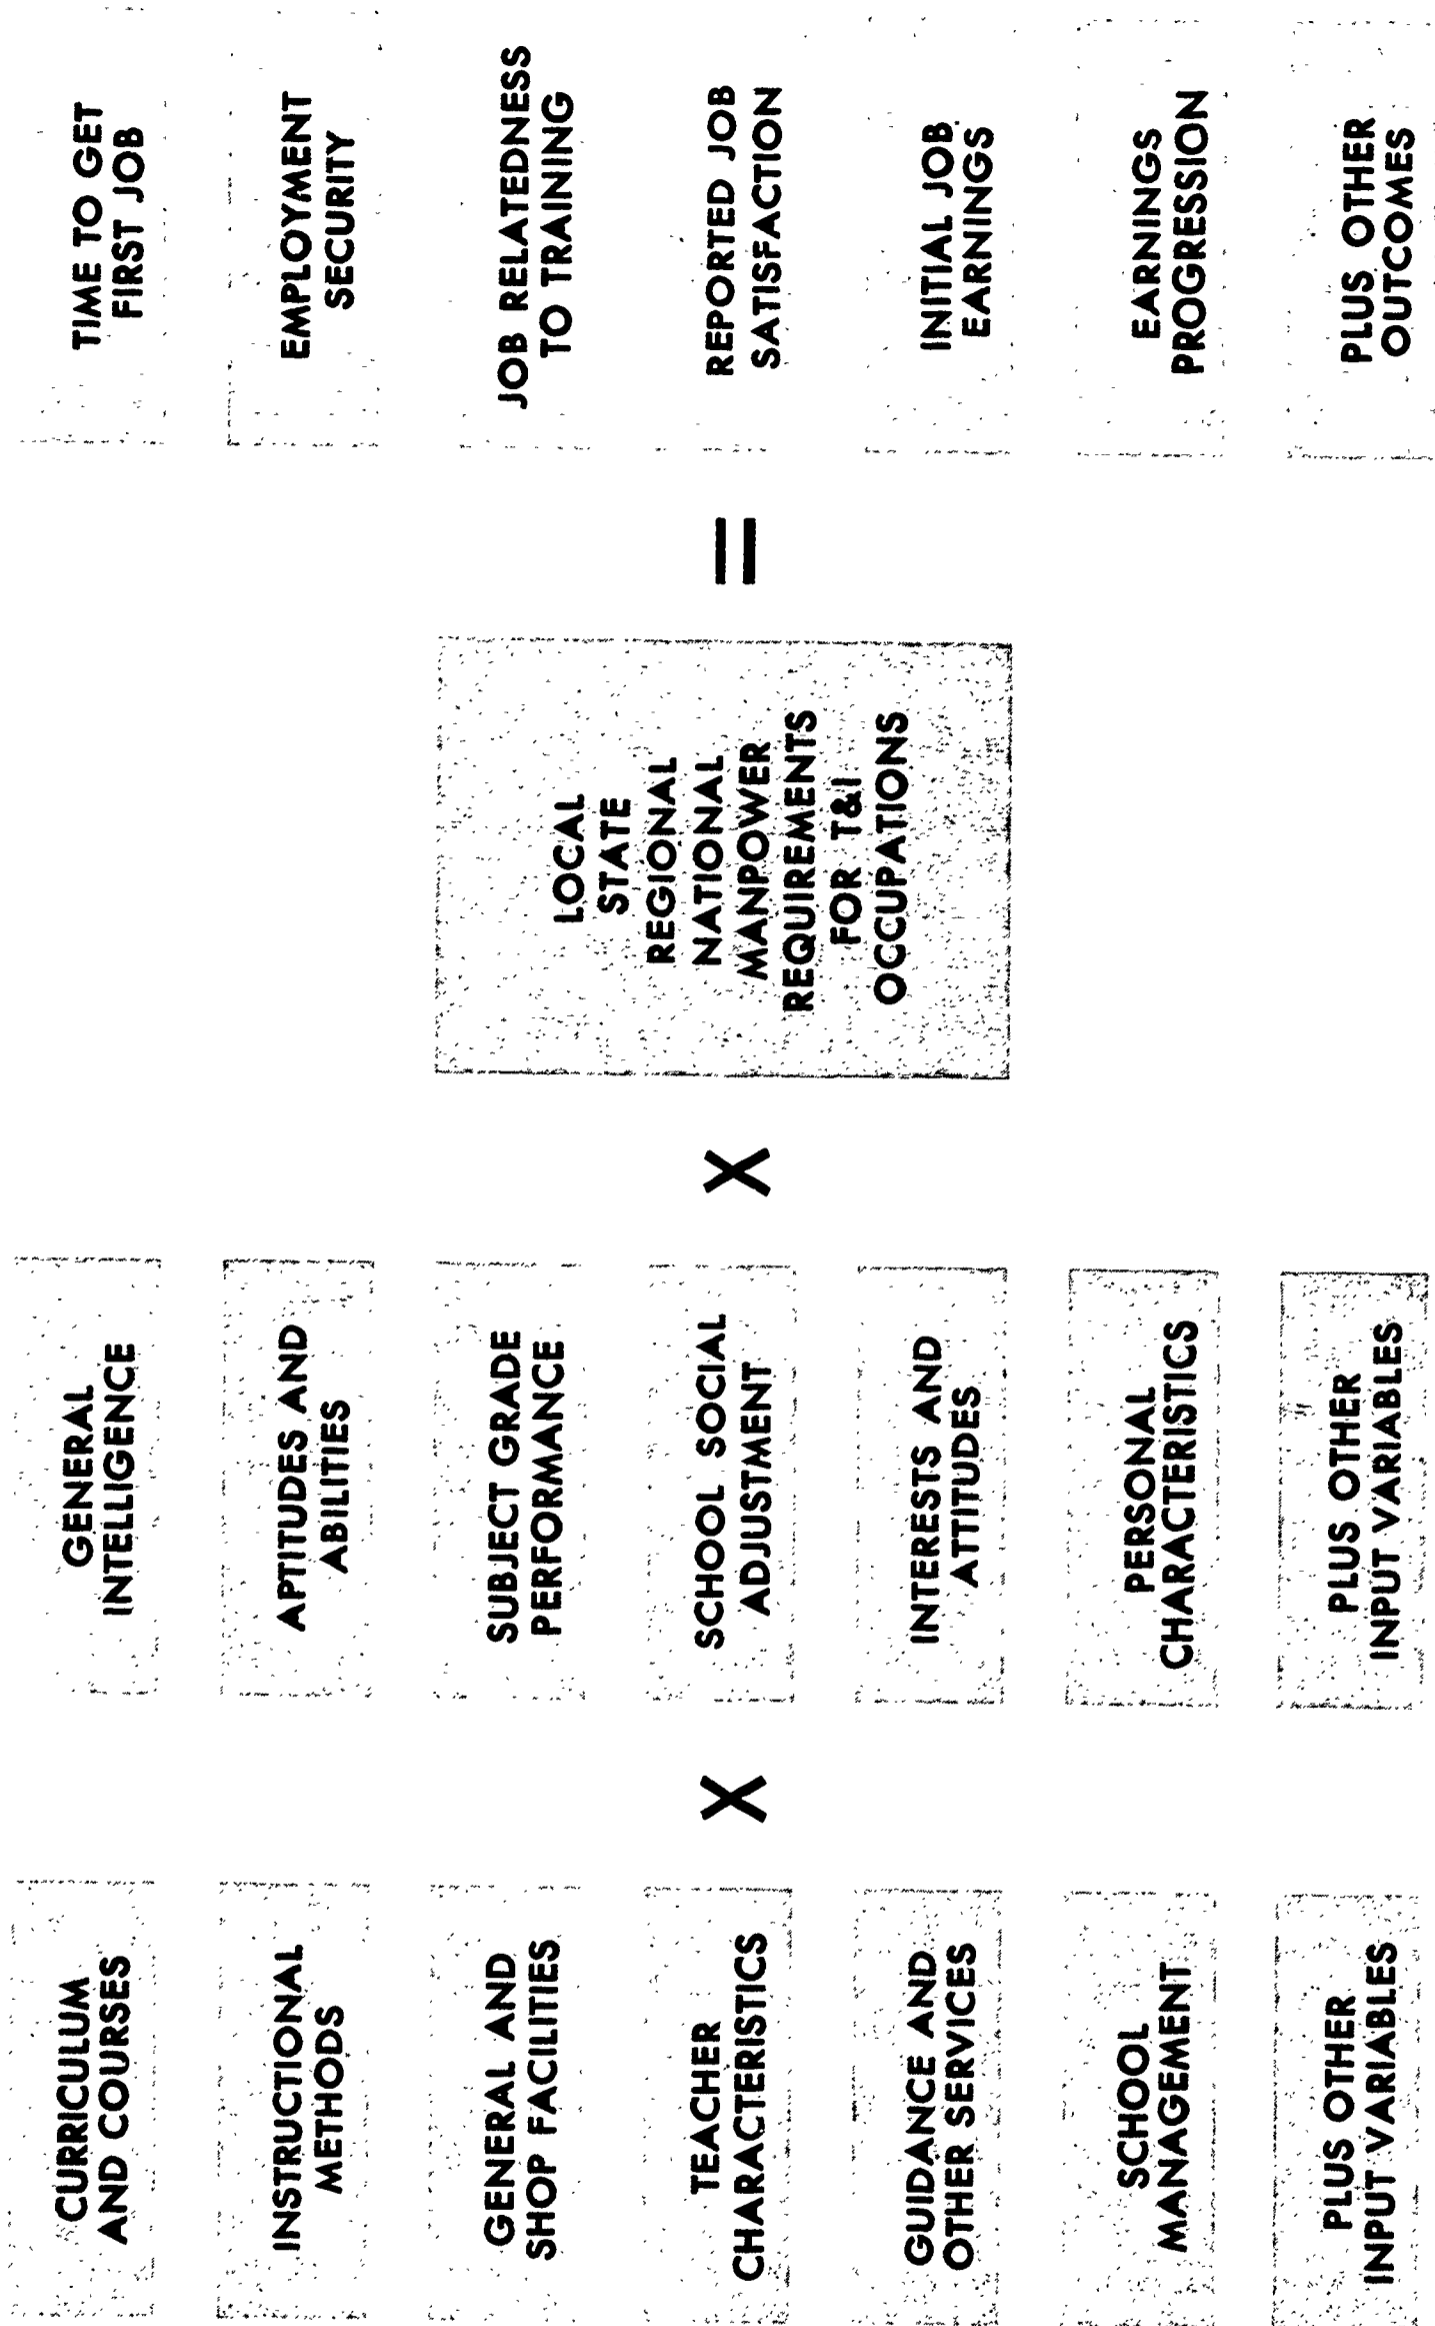 CURRICULUM
AND COURSES
INSTRUCTIONAL
METHODS
GENERAL AND
SHOP FACILITIES
TEACHER
CHARACTERISTICS
GUIDANCE AND
OTHER SERVICES
SCHOOL
MANAGEMENT
PLUS OTHER
INPUT VARIABLES
X
GENERAL
INTELLIGENCE
APTITUDES AND
ABILITIES
SUBJECT GRADE
PERFORMANCE
SCHOOL SOCIAL
ADJUSTMENT
INTERESTS AND
ATTITUDES
PERSONAL
CHARACTERISTICS
PLUS OTHER
INPUT VARIABLES
X
LOCAL
STATE
REGIONAL
NATIONAL
MANPOWER
REQUIREMENTS
FOR T&I
OCCUPATIONS
=
TIME TO GET
FIRST JOB
EMPLOYMENT
SECURITY
JOB RELATEDNESS
TO TRAINING
REPORTED JOB
SATISFACTION
INITIAL JOB
EARNINGS
EARNINGS
PROGRESSION
PLUS OTHER
OUTCOMES